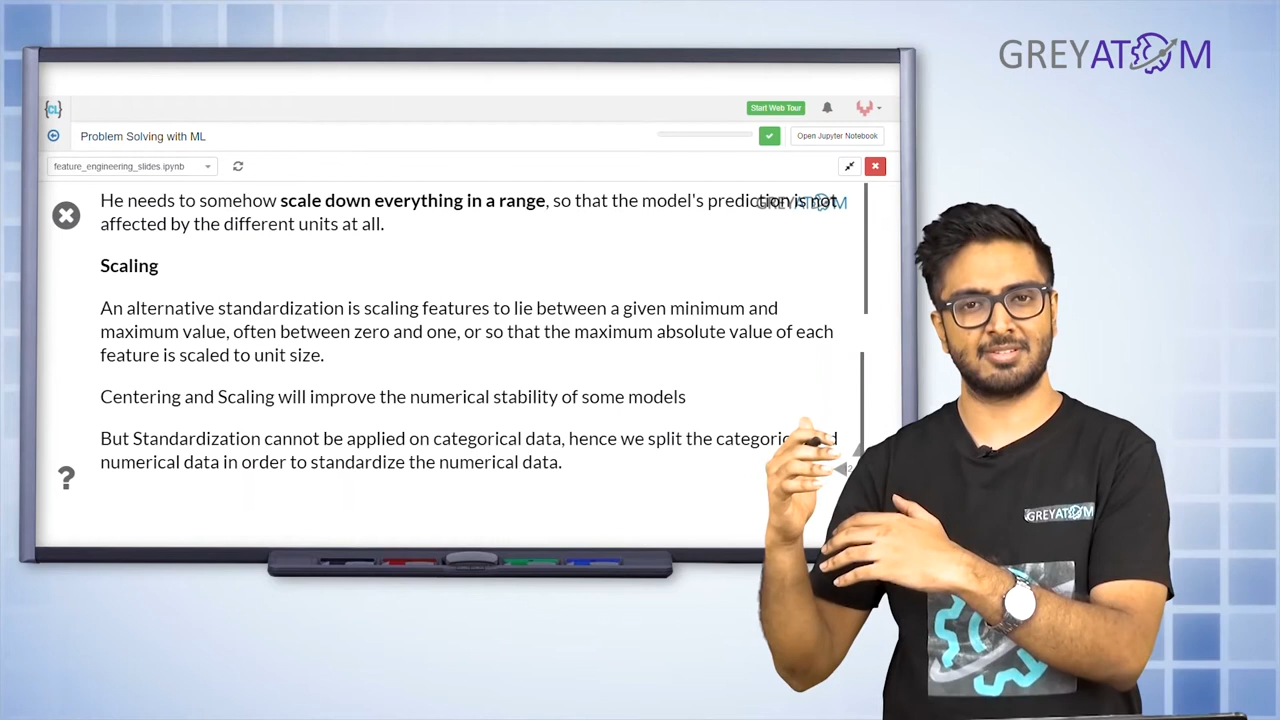 GREYATOM
{CL}
Start Web Tour
Problem Solving with ML
Open Jupyter Notebook
feature_engineering_slides.ipynb
He needs to somehow scale down everything in a range, so that the model's prediction is not
GREYATOM
affected by the different units at all.
Scaling
An alternative standardization is scaling features to lie between a given minimum and
maximum value, often between zero and one, or so that the maximum absolute value of each
feature is scaled to unit size.
Centering and Scaling will improve the numerical stability of some models
But Standardization cannot be applied on categorical data, hence we split the
numerical data in order to standardize the numerical data.
?
GREYATOM